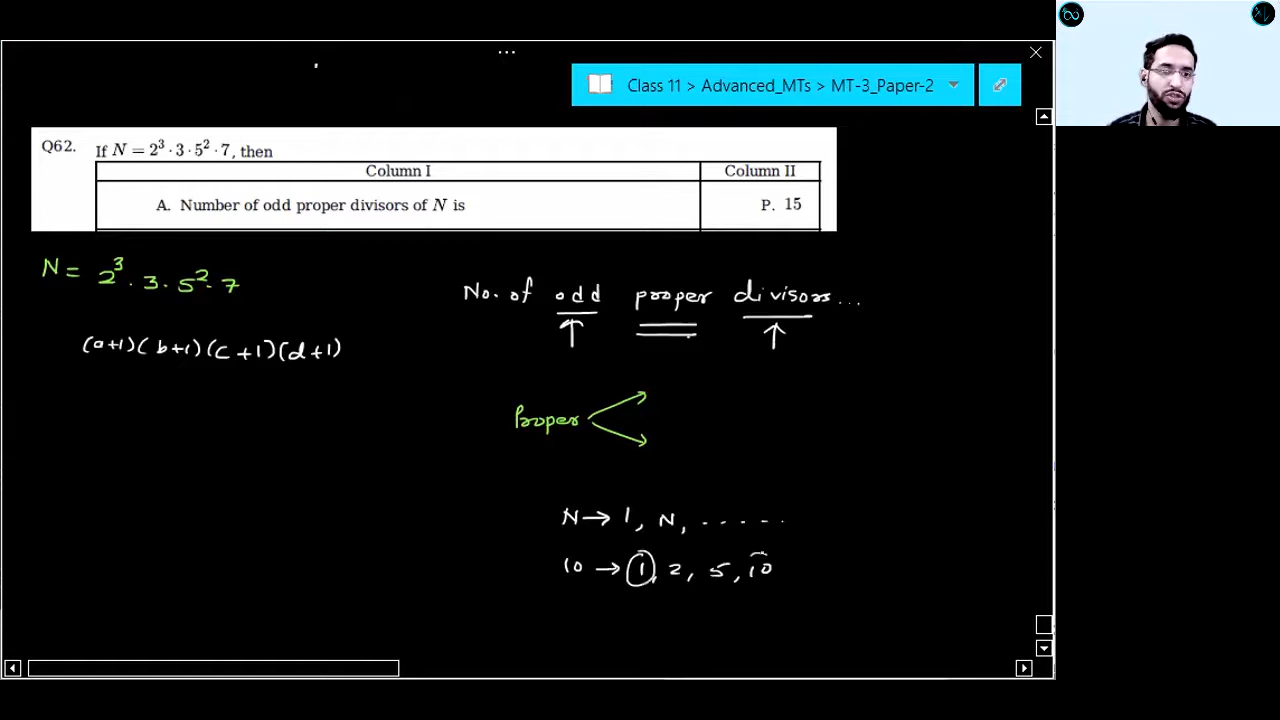 Class 11 > Advanced_MTs > MT-3_Paper-2
Q62. If N = 2³ · 3 · 5² · 7, then
Column I Column II
A. Number of odd proper divisors of N is P. 15
N = 2³ · 3 · 5² · 7
No. of odd proper divisors...
(a+1)(b+1)(c+1)(d+1)
Proper
N → 1, N, ......
10 → 1, 2, 5, 10